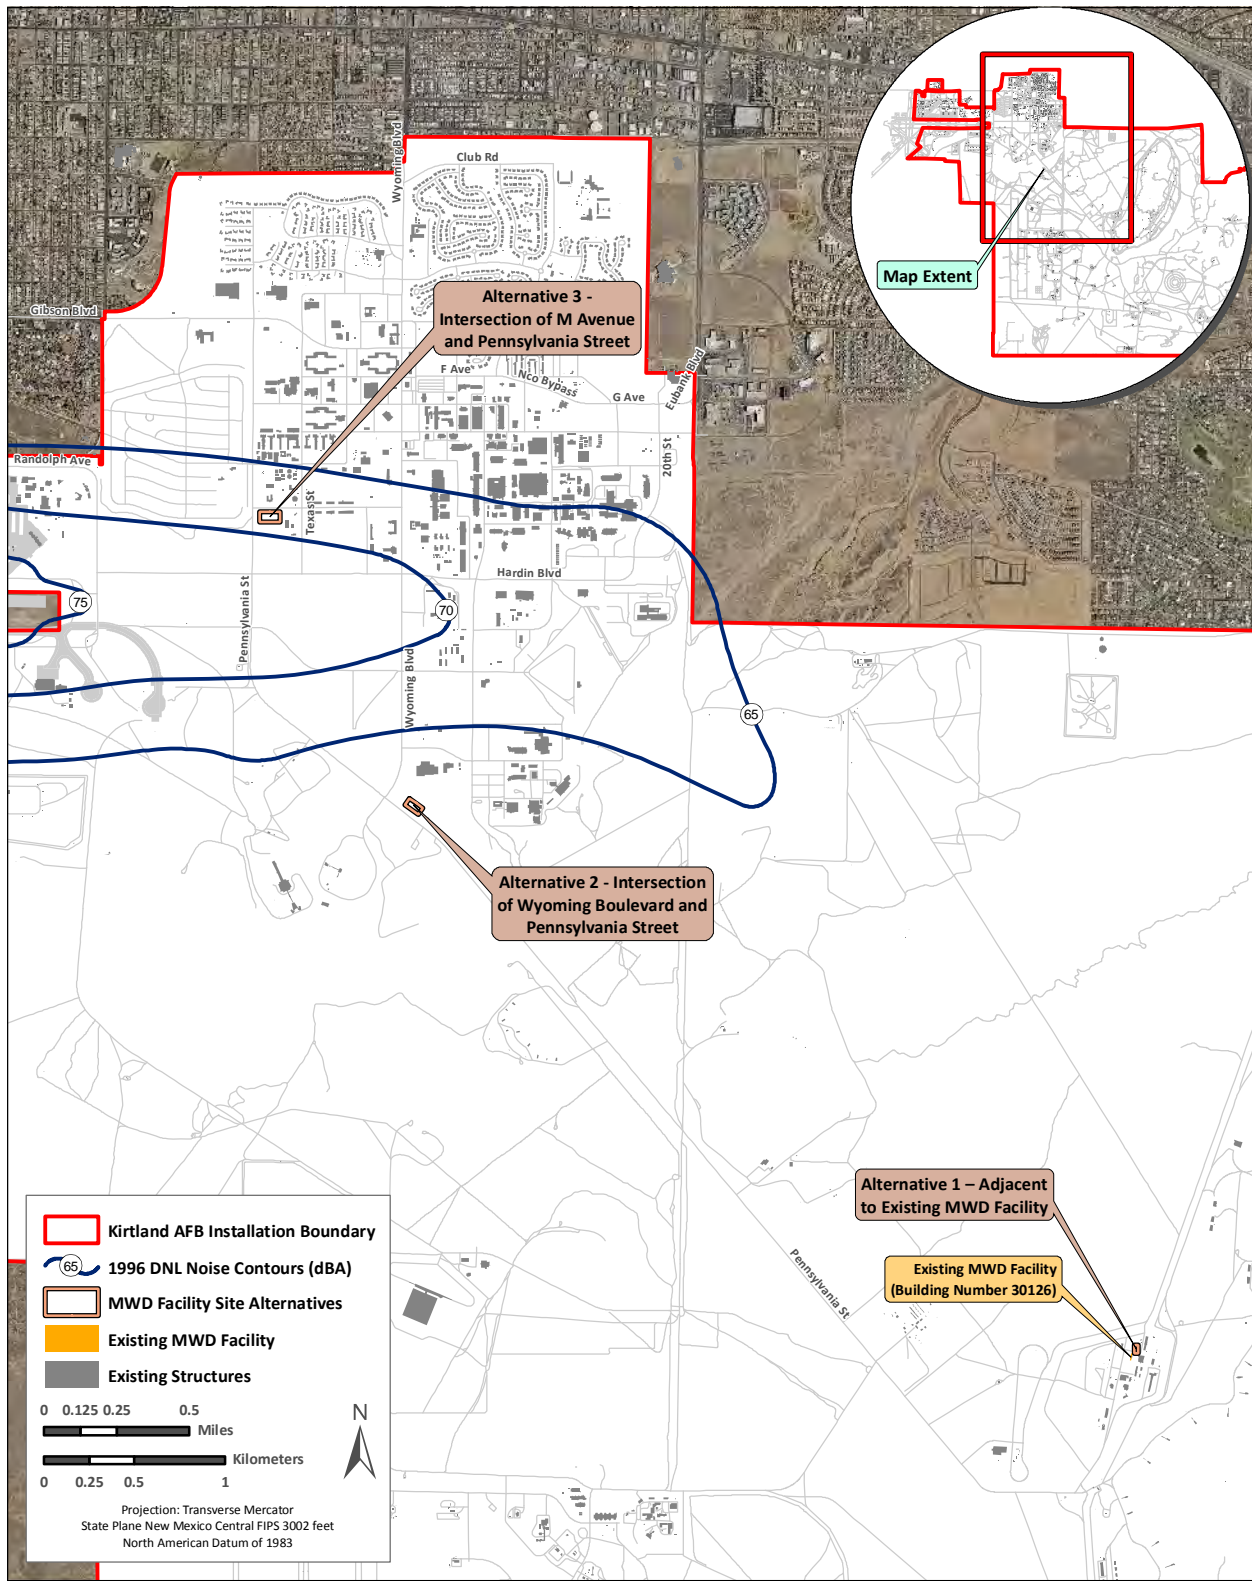 Map Extent
Wyoming Blvd
Club Rd
Gibson Blvd
Alternative 3 -
Intersection of M Avenue
and Pennsylvania Street
F Ave
Nco Bypass
G Ave
Eubank Blvd
Randolph Ave
20th St
Texas St
Hardin Blvd
75
70
Pennsylvania St
Wyoming Blvd
65
Alternative 2 - Intersection
of Wyoming Boulevard and
Pennsylvania Street
Alternative 1 – Adjacent
to Existing MWD Facility
Pennsylvania St
Existing MWD Facility
(Building Number 30126)
Kirtland AFB Installation Boundary
65
1996 DNL Noise Contours (dBA)
MWD Facility Site Alternatives
Existing MWD Facility
Existing Structures
0 0.125 0.25 0.5
Miles
Kilometers
0 0.25 0.5 1
N
Projection: Transverse Mercator
State Plane New Mexico Central FIPS 3002 feet
North American Datum of 1983